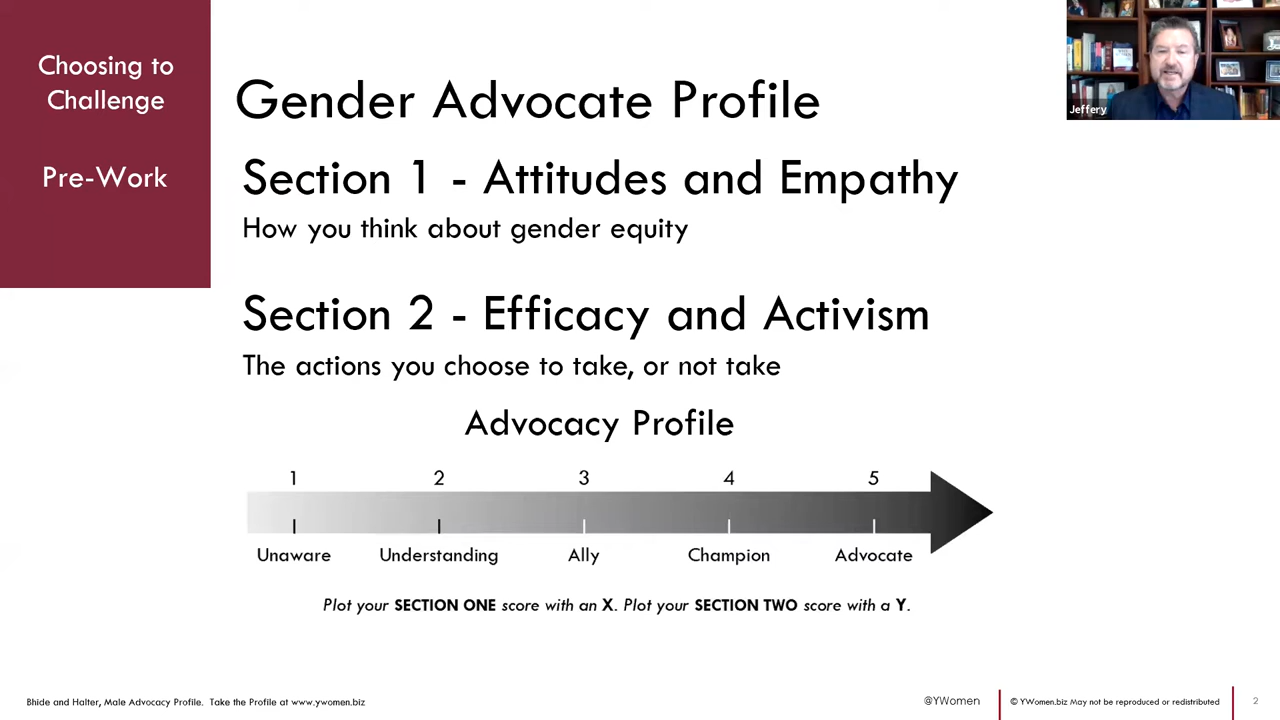 Choosing to
Challenge
Pre-Work
Gender Advocate Profile
Section 1 - Attitudes and Empathy
How you think about gender equity
Section 2 - Efficacy and Activism
The actions you choose to take, or not take
Advocacy Profile
1 2 3 4 5
Unaware Understanding Ally Champion Advocate
Plot your SECTION ONE score with an X. Plot your SECTION TWO score with a Y.
Jeffery
Bhide and Halter, Male Advocacy Profile. Take the Profile at www.ywomen.biz
@YWomen
© YWomen.biz May not be reproduced or redistributed
2